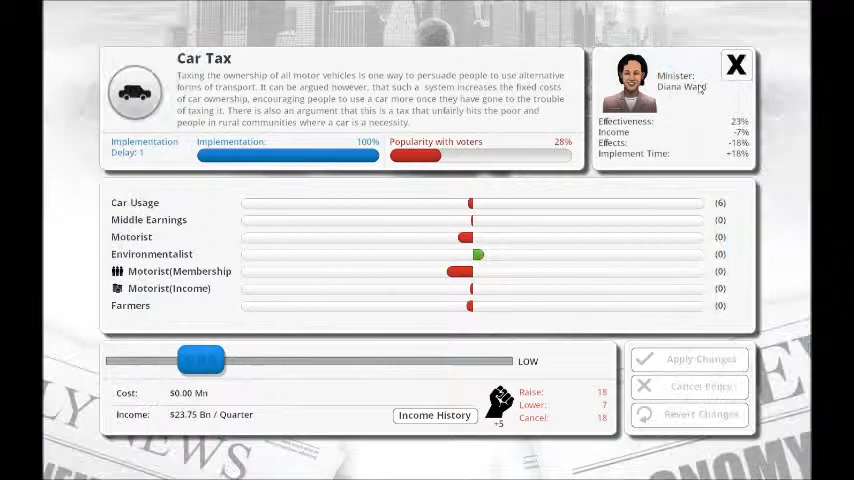 Car Tax
Taxing the ownership of all motor vehicles is one way to persuade people to use alternative
forms of transport. It can be argued however, that such a system increases the fixed costs
of car ownership, encouraging people to use a car more once they have gone to the trouble
of taxing it. There is also an argument that this is a tax that unfairly hits the poor and
people in rural communities where a car is a necessity.
Implementation
Delay: 1
Implementation: 100%
Popularity with voters 28%
X
Minister:
Diana Ward
Effectiveness: 23%
Income -7%
Effects: -18%
Implement Time: +18%
Car Usage (6)
Middle Earnings (0)
Motorist (0)
Environmentalist (0)
Motorist(Membership (0)
Motorist(Income) (0)
Farmers (0)
LOW
Cost: $0.00 Mn
Income: $23.75 Bn / Quarter
Income History
+5
Raise: 18
Lower: 7
Cancel: 18
Apply Changes
Cancel Policy
Revert Changes
LY NEWS
NEW
ONOMY